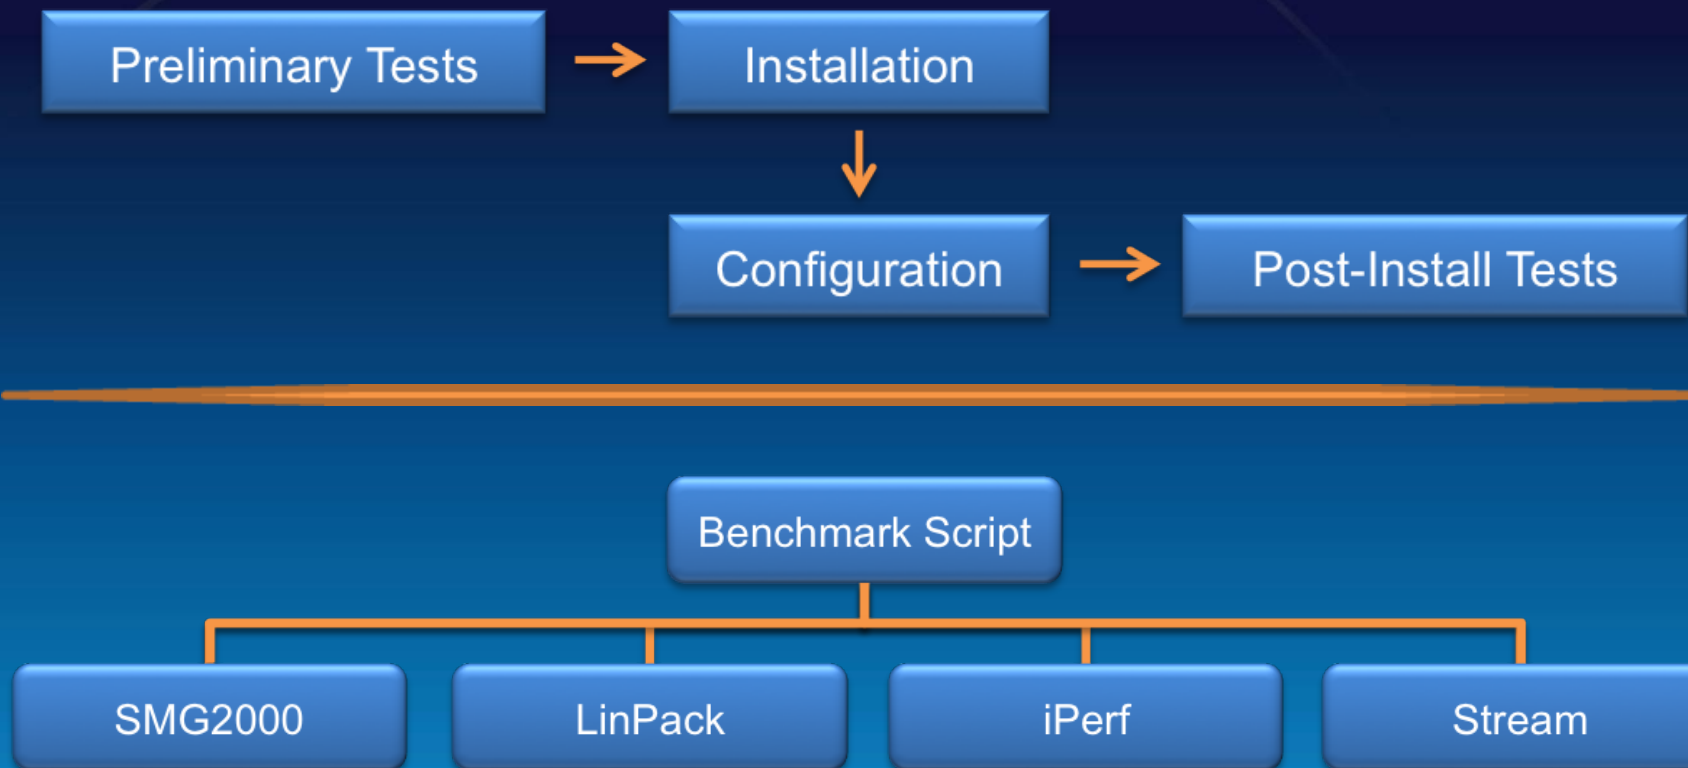 Preliminary Tests
Installation
Configuration
Post-Install Tests
Benchmark Script
SMG2000
LinPack
iPerf
Stream